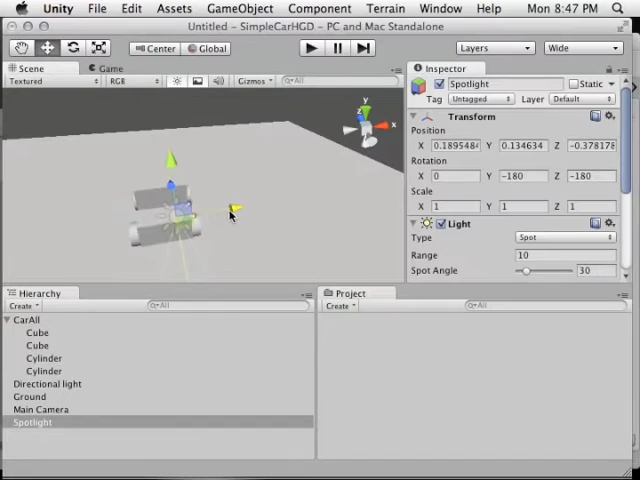 Unity File Edit Assets GameObject Component Terrain Window Help Mon 8:47 PM
Untitled - SimpleCarHGD - PC and Mac Standalone
Center Global Layers Wide
Scene Game Inspector
Textured RGB Gizmos All Spotlight Static
Tag Untagged Layer Default
y
z
x
Transform
Position
X 0.189548 Y 0.134634 Z -0.378178
Rotation
X 0 Y -180 Z -180
Scale
X 1 Y 1 Z 1
Light
Type Spot
Range 10
Spot Angle 30
Hierarchy Project
Create All Create All
CarAll
Cube
Cube
Cylinder
Cylinder
Directional light
Ground
Main Camera
Spotlight